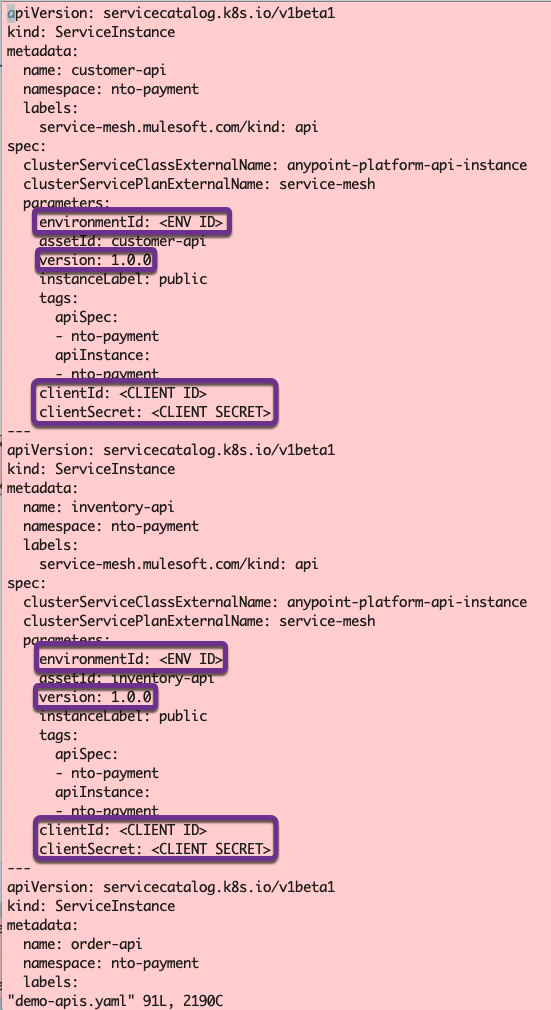 apiVersion: servicecatalog.k8s.io/v1beta1
kind: ServiceInstance
metadata:
  name: customer-api
  namespace: nto-payment
  labels:
    service-mesh.mulesoft.com/kind: api
spec:
  clusterServiceClassExternalName: anypoint-platform-api-instance
  clusterServicePlanExternalName: service-mesh
  parameters:
    environmentId: <ENV ID>
    assetId: customer-api
    version: 1.0.0
    instanceLabel: public
    tags:
      apiSpec:
      - nto-payment
      apiInstance:
      - nto-payment
    clientId: <CLIENT ID>
    clientSecret: <CLIENT SECRET>
---
apiVersion: servicecatalog.k8s.io/v1beta1
kind: ServiceInstance
metadata:
  name: inventory-api
  namespace: nto-payment
  labels:
    service-mesh.mulesoft.com/kind: api
spec:
  clusterServiceClassExternalName: anypoint-platform-api-instance
  clusterServicePlanExternalName: service-mesh
  parameters:
    environmentId: <ENV ID>
    assetId: inventory-api
    version: 1.0.0
    instanceLabel: public
    tags:
      apiSpec:
      - nto-payment
      apiInstance:
      - nto-payment
    clientId: <CLIENT ID>
    clientSecret: <CLIENT SECRET>
---
apiVersion: servicecatalog.k8s.io/v1beta1
kind: ServiceInstance
metadata:
  name: order-api
  namespace: nto-payment
  labels:
"demo-apis.yaml" 91L, 2190C